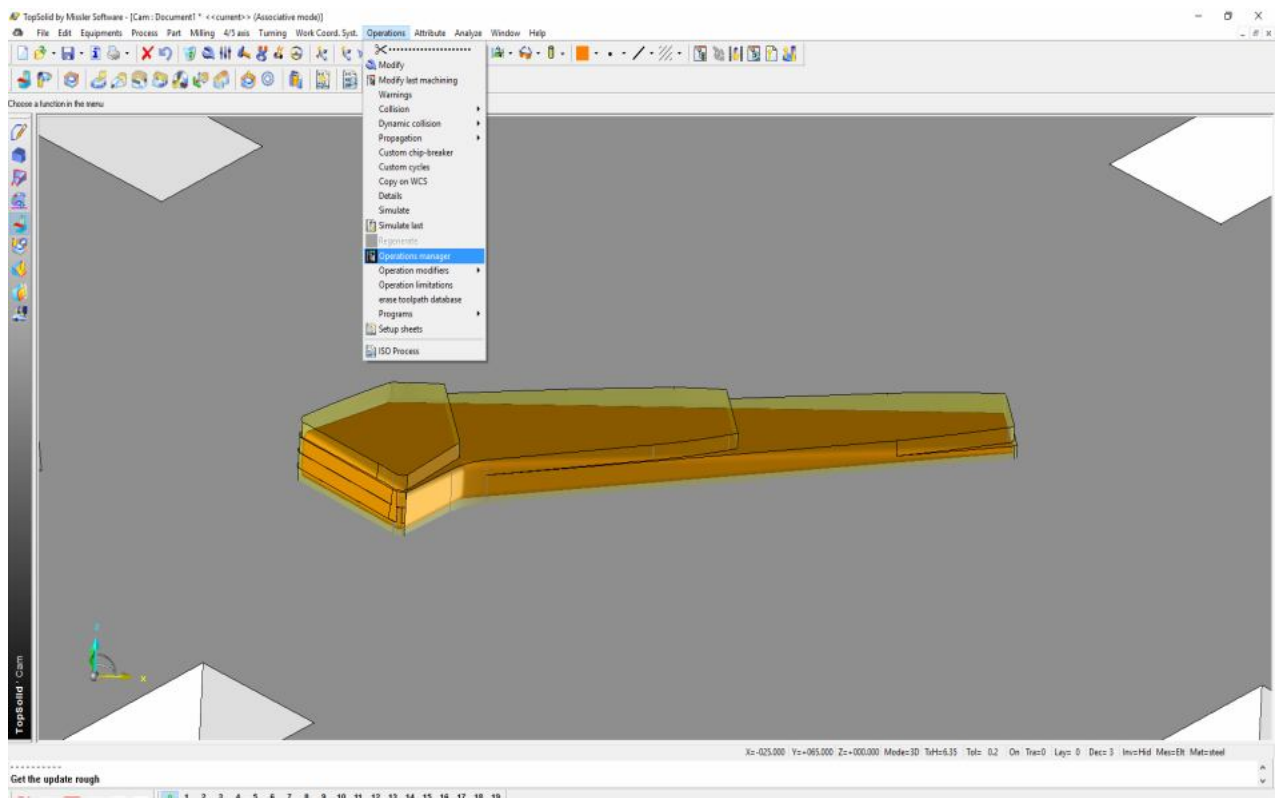 TopSolid by Missler Software - [Cam : Document1 * <<current>> (Associative mode)]
File Edit Equipments Process Part Milling 4/5 axis Turning Work Coord. Syst. Operations Attribute Analyze Window Help
Modify
Modify last machining
Choose a function in the menu
Warnings
Collision
Dynamic collision
Propagation
Custom chip-breaker
Custom cycles
Copy on WCS
Details
Simulate
Simulate last
Regenerate
Operations manager
Operation modifiers
Operation limitations
erase toolpath database
Programs
Setup sheets
ISO Process
z
x
TopSolid'Cam
X=-025.000 Y=+065.000 Z=+000.000 Mode=3D TxH=6.35 Tol= 0.2 On Tra=0 Lay= 0 Dec= 3 Inv=Hid Mes=Elt Mat=steel
Get the update rough
0 1 2 3 4 5 6 7 8 9 10 11 12 13 14 15 16 17 18 19